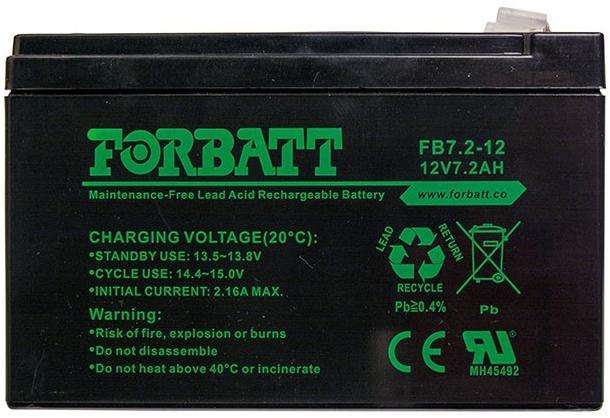 FORBATT
FB7.2-12
12V7.2AH
Maintenance-Free Lead Acid Rechargeable Battery
www.forbatt.co
CHARGING VOLTAGE(20°C):
•STANDBY USE: 13.5~13.8V
•CYCLE USE: 14.4~15.0V
•INITIAL CURRENT: 2.16A MAX.
Warning:
•Risk of fire, explosion or burns
•Do not disassemble
•Do not heat above 40°C or incinerate
LEAD
RETURN
RECYCLE
Pb≥0.4%
Pb
CE
RU
MH45492